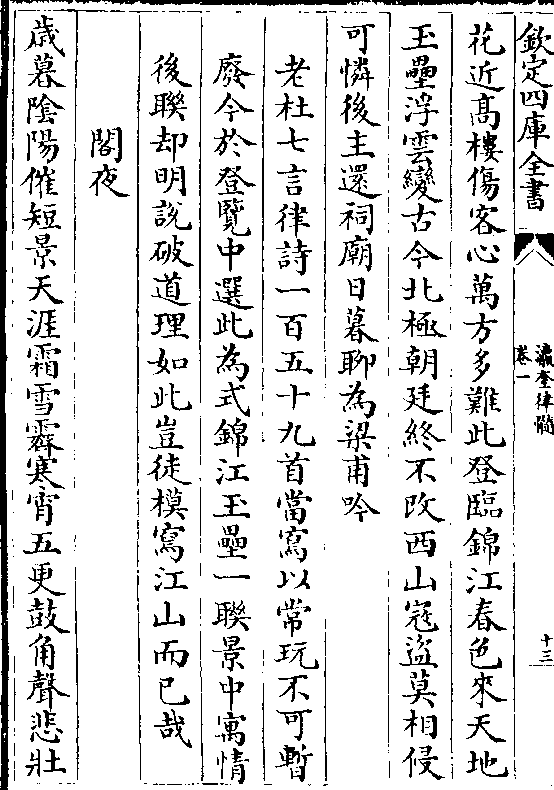 欽定四庫全書
瀛奎律髓
卷一
十三
花近髙樓傷客心萬方多難此登臨錦江春色來天地
玉壘浮雲變古今北極朝廷終不改西山寇盜莫相侵
可憐後主還祠廟日暮聊為梁甫吟
老杜七言律詩一百五十九首當寫以常玩不可暫
廢今於登覽中選此為式錦江玉壘一聯景中寓情
後聯却明說破道理如此豈徒模寫江山而已哉
閣夜
歲暮陰陽催短景天涯霜雪霽寒宵五更鼓角聲悲壯